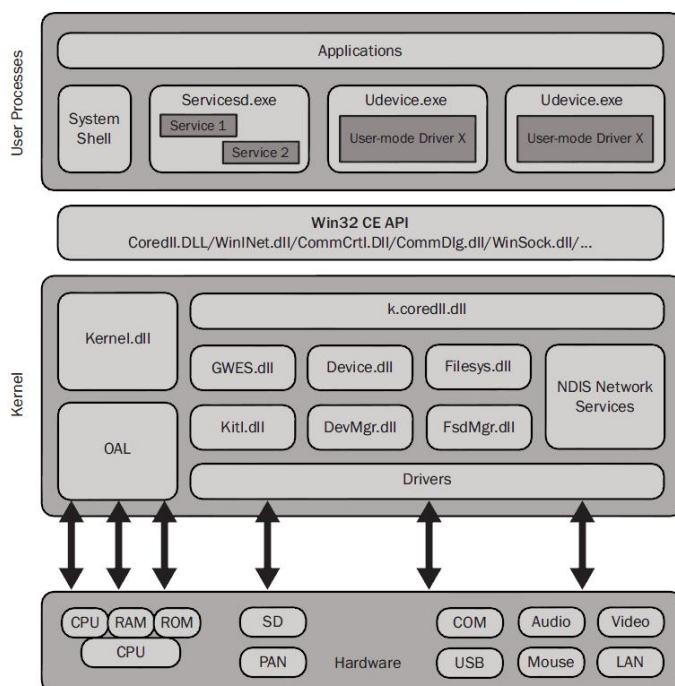 User Processes
Applications
System
Shell
Servicesd.exe
Service 1
Service 2
Udevice.exe
User-mode Driver X
Udevice.exe
User-mode Driver X
Win32 CE API
Coredll.DLL/WinINet.dll/CommCrtl.Dll/CommDlg.dll/WinSock.dll/...
Kernel
Kernel.dll
OAL
k.coredll.dll
GWES.dll
Device.dll
Filesys.dll
NDIS Network
Services
Kitl.dll
DevMgr.dll
FsdMgr.dll
Drivers
CPU
RAM
ROM
CPU
SD
PAN
Hardware
COM
Audio
Video
USB
Mouse
LAN